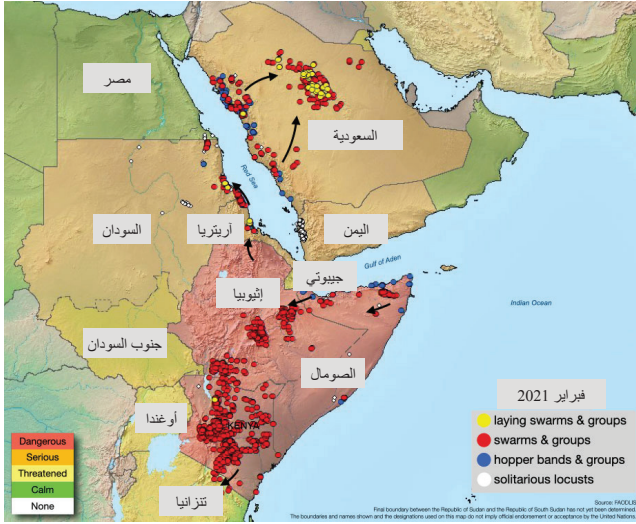 مصر
السعودية
Red Sea
السودان
آريتريا
اليمن
Gulf of Aden
جيبوتي
إثيوبيا
Indian Ocean
جنوب السودان
الصومال
أوغندا
KENYA
تنزانيا
فبراير 2021
laying swarms & groups
swarms & groups
hopper bands & groups
solitarious locusts
Dangerous
Serious
Threatened
Calm
None
Source: FAODLIS
Final boundary between the Republic of Sudan and the Republic of South Sudan has not yet been determined.
The boundaries and names shown and the designations used on this map do not imply official endorsement or acceptance by the United Nations.